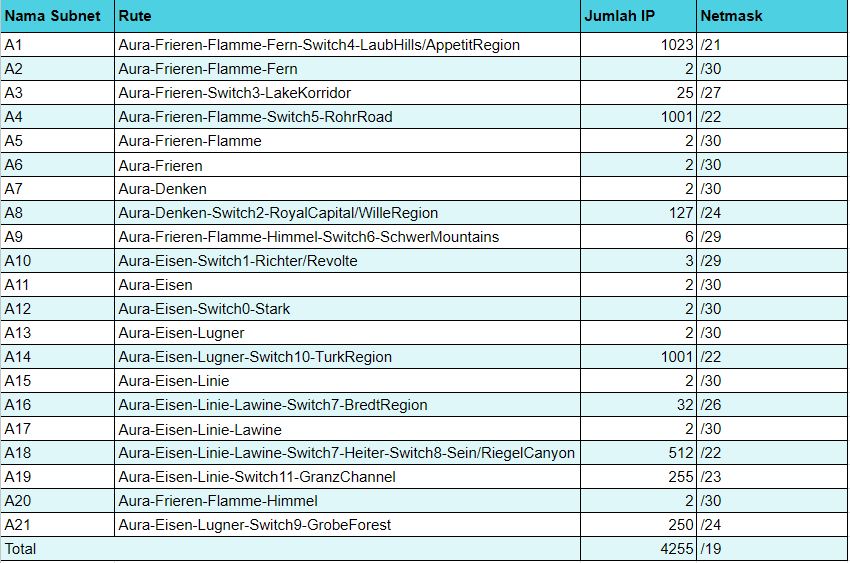 Nama Subnet Rute Jumlah IP Netmask
A1 Aura-Frieren-Flamme-Fern-Switch4-LaubHills/AppetitRegion 1023 /21
A2 Aura-Frieren-Flamme-Fern 2 /30
A3 Aura-Frieren-Switch3-LakeKorridor 25 /27
A4 Aura-Frieren-Flamme-Switch5-RohrRoad 1001 /22
A5 Aura-Frieren-Flamme 2 /30
A6 Aura-Frieren 2 /30
A7 Aura-Denken 2 /30
A8 Aura-Denken-Switch2-RoyalCapital/WilleRegion 127 /24
A9 Aura-Frieren-Flamme-Himmel-Switch6-SchwerMountains 6 /29
A10 Aura-Eisen-Switch1-Richter/Revolte 3 /29
A11 Aura-Eisen 2 /30
A12 Aura-Eisen-Switch0-Stark 2 /30
A13 Aura-Eisen-Lugner 2 /30
A14 Aura-Eisen-Lugner-Switch10-TurkRegion 1001 /22
A15 Aura-Eisen-Linie 2 /30
A16 Aura-Eisen-Linie-Lawine-Switch7-BredtRegion 32 /26
A17 Aura-Eisen-Linie-Lawine 2 /30
A18 Aura-Eisen-Linie-Lawine-Switch7-Heiter-Switch8-Sein/RiegelCanyon 512 /22
A19 Aura-Eisen-Linie-Switch11-GranzChannel 255 /23
A20 Aura-Frieren-Flamme-Himmel 2 /30
A21 Aura-Eisen-Lugner-Switch9-GrobeForest 250 /24
Total 4255 /19